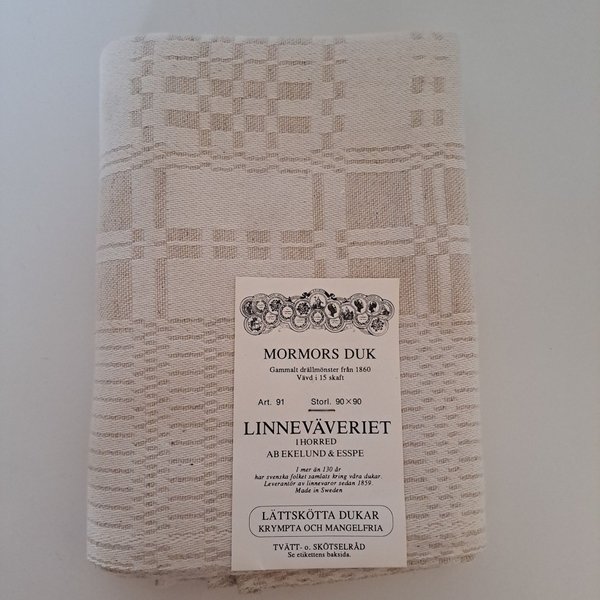 MORMORS DUK
Gammalt drällmönster från 1860
Vävd i 15 skaft
Art. 91 Storl. 90×90
LINNEVÄVERIET
I HORRED
AB EKELUND & ESSPE
I mer än 130 år
har svenska folket samlats kring våra dukar.
Leverantör av linnevaror sedan 1859.
Made in Sweden
LÄTTSKÖTTA DUKAR
KRYMPTA OCH MANGELFRIA
TVÄTT- o. SKÖTSELRÅD
Se etikettens baksida.